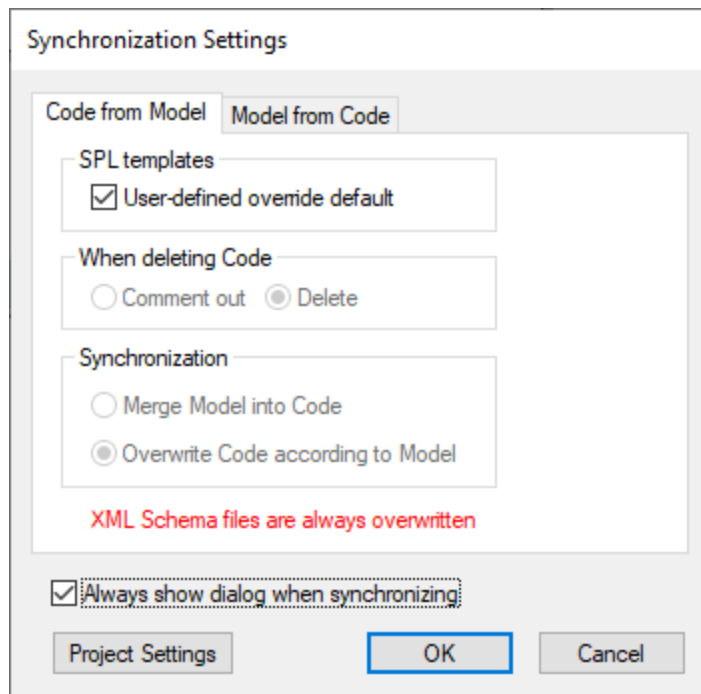 Synchronization Settings
Code from Model Model from Code
SPL templates
User-defined override default
When deleting Code
Comment out Delete
Synchronization
Merge Model into Code
Overwrite Code according to Model
XML Schema files are always overwritten
Always show dialog when synchronizing
Project Settings OK Cancel